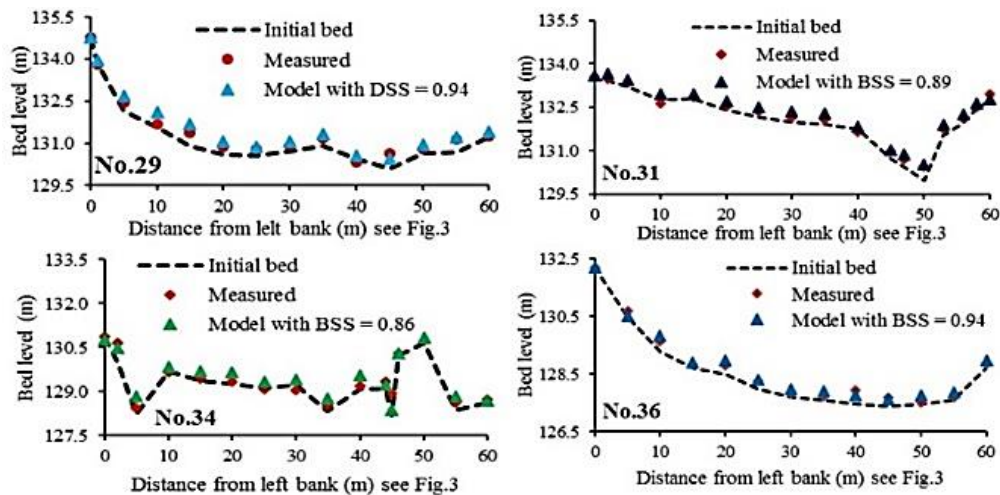 135.5
134.0
132.5
131.0
129.5
Bed level (m)
Initial bed
Measured
Model with DSS = 0.94
No.29
0 10 20 30 40 50 60
Distance from left bank (m) see Fig.3
135.5
134.0
132.5
131.0
129.5
Bed level (m)
Initial bed
Measured
Model with BSS = 0.89
No.31
0 10 20 30 40 50 60
Distance from left bank (m) see Fig.3
133.5
132.0
130.5
129.0
127.5
Bed level (m)
Initial bed
Measured
Model with BSS = 0.86
No.34
0 10 20 30 40 50 60
Distance from left bank (m) see Fig.3
132.5
130.5
128.5
126.5
Bed level (m)
Initial bed
Measured
Model with BSS = 0.94
No.36
0 10 20 30 40 50 60
Distance from left bank (m) see Fig.3